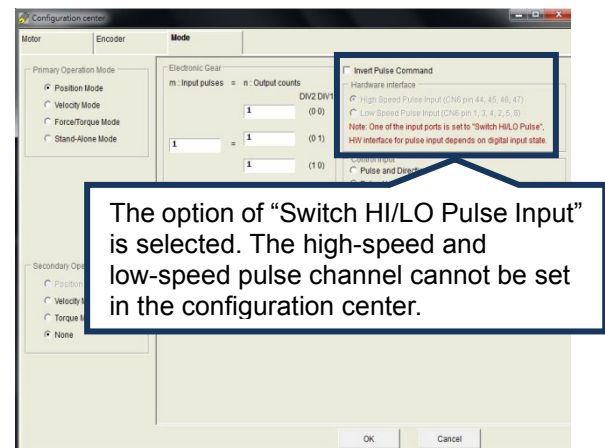 Configuration center
Motor
Encoder
Mode
Primary Operation Mode
Position Mode
Velocity Mode
Force/Torque Mode
Stand-Alone Mode
Electronic Gear
m : Input pulses = n : Output counts
DIV2 DIV1
1 (0 0)
1 = 1 (0 1)
1 (1 0)
Invert Pulse Command
Hardware interface
High Speed Pulse Input (CN6 pin 44, 45, 46, 47)
Low Speed Pulse Input (CN6 pin 1, 3, 4, 2, 5, 6)
Note: One of the input ports is set to "Switch HI/LO Pulse",
HW interface for pulse input depends on digital input state.
Control Input
Pulse and
The option of “Switch HI/LO Pulse Input”
is selected. The high-speed and
low-speed pulse channel cannot be set
in the configuration center.
Secondary
Velocity
Torque
None
OK
Cancel